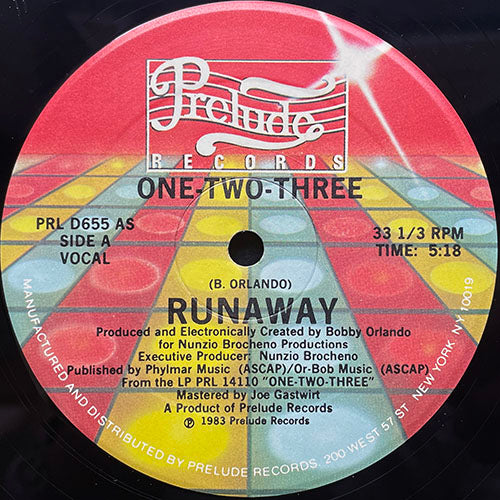 Prelude
RECORDS
ONE-TWO-THREE
PRL D655 AS
SIDE A
VOCAL
33 1/3 RPM
TIME: 5:18
(B. ORLANDO)
RUNAWAY
Produced and Electronically Created by Bobby Orlando
for Nunzio Brocheno Productions
Executive Producer: Nunzio Brocheno
Published by Phylmar Music (ASCAP)/Or-Bob Music (ASCAP)
From the LP PRL 14110 "ONE-TWO-THREE"
Mastered by Joe Gastwirt
A Product of Prelude Records
℗ 1983 Prelude Records
MANUFACTURED AND DISTRIBUTED BY PRELUDE RECORDS, 200 WEST 57 ST NEW YORK, NY 10019